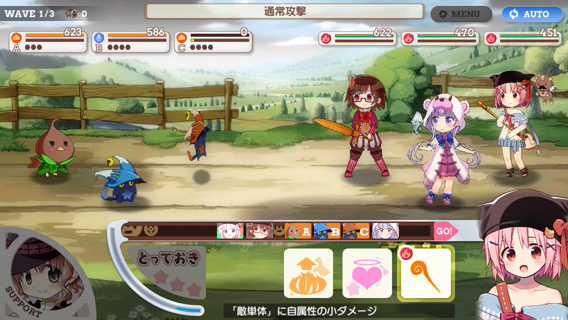 WAVE 1/3
×0
通常攻撃
MENU
AUTO
623
A
586
B
0
C
622
470
451
A
B
C
GO!
とっておき
SUPPORT
「敵単体」に自属性の小ダメージ